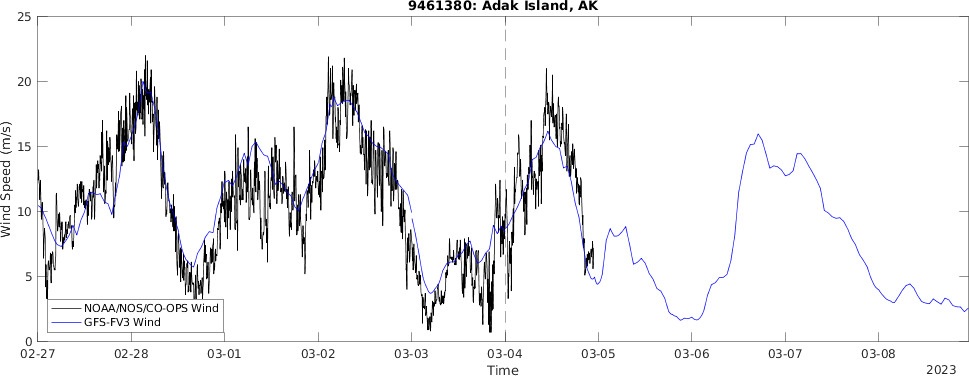 9461380: Adak Island, AK
Wind Speed (m/s)
25
20
15
10
5
0
NOAA/NOS/CO-OPS Wind
GFS-FV3 Wind
02-27 02-28 03-01 03-02 03-03 03-04 03-05 03-06 03-07 03-08
Time
2023